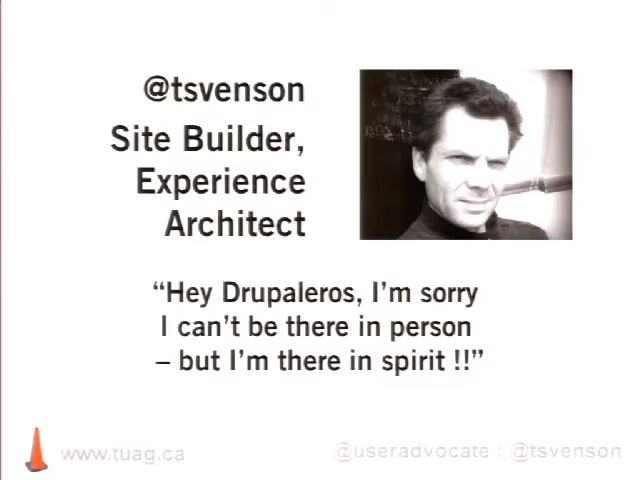 @tsvenson
Site Builder,
Experience
Architect
“Hey Drupaleros, I’m sorry
I can’t be there in person
– but I’m there in spirit !!”
www.tuag.ca
@useradvocate : @tsvenson